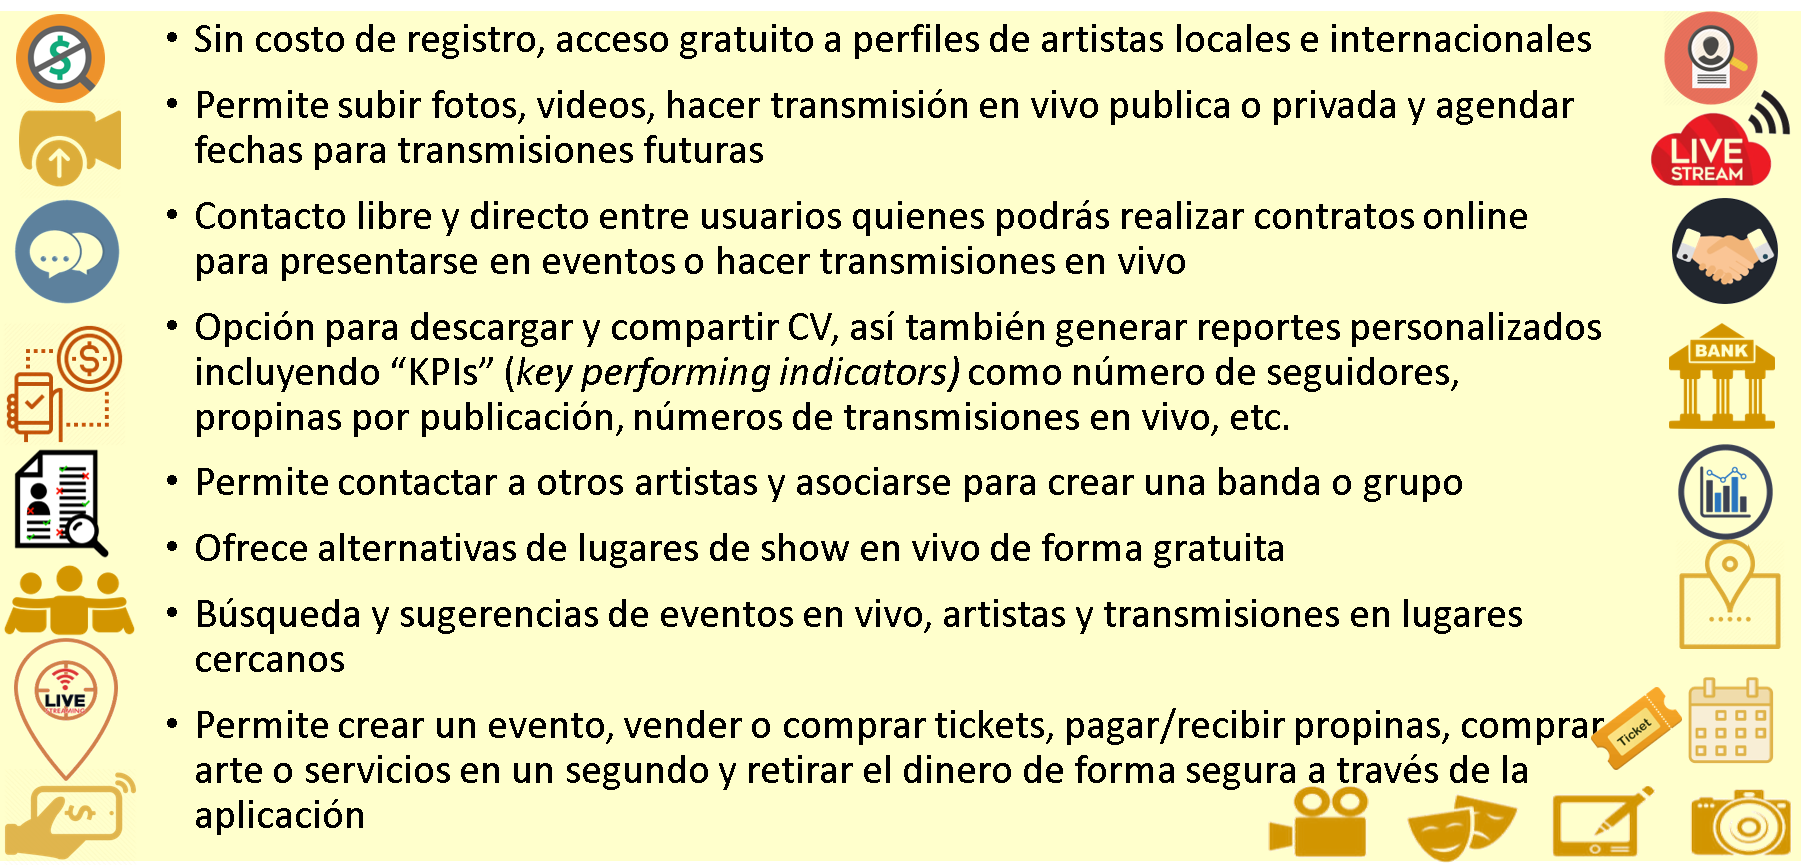 • Sin costo de registro, acceso gratuito a perfiles de artistas locales e internacionales
• Permite subir fotos, videos, hacer transmisión en vivo publica o privada y agendar
fechas para transmisiones futuras
LIVE
STREAM
• Contacto libre y directo entre usuarios quienes podrás realizar contratos online
para presentarse en eventos o hacer transmisiones en vivo
• Opción para descargar y compartir CV, así también generar reportes personalizados
incluyendo “KPIs” (key performing indicators) como número de seguidores,
propinas por publicación, números de transmisiones en vivo, etc.
BANK
• Permite contactar a otros artistas y asociarse para crear una banda o grupo
• Ofrece alternativas de lugares de show en vivo de forma gratuita
• Búsqueda y sugerencias de eventos en vivo, artistas y transmisiones en lugares
cercanos
LIVE
STREAMING
• Permite crear un evento, vender o comprar tickets, pagar/recibir propinas, comprar
arte o servicios en un segundo y retirar el dinero de forma segura a través de la
aplicación
Ticket